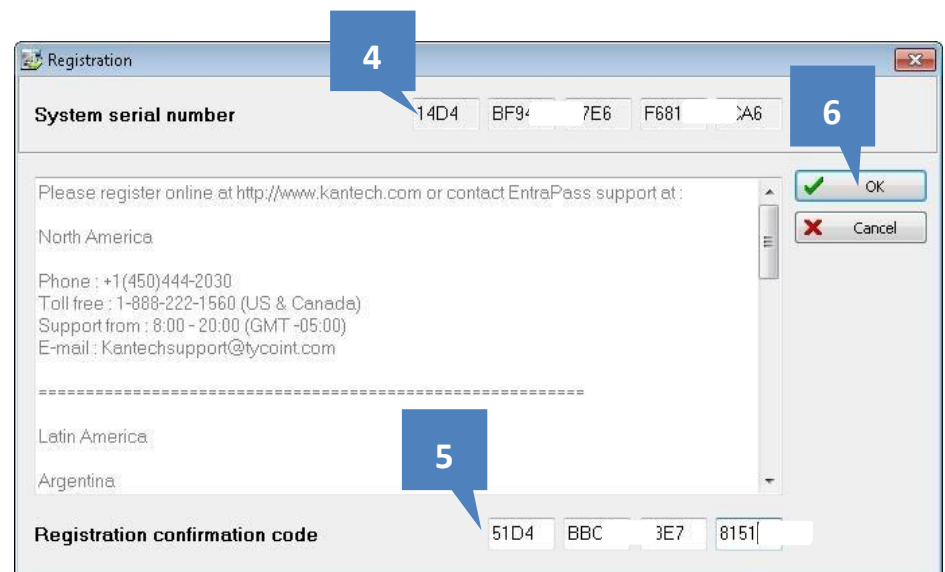 4
Registration
6
System serial number 14D4 BF94 7E6 F681 CA6
Please register online at http://www.kantech.com or contact EntraPass support at :
OK
North America
Cancel
Phone : +1(450)444-2030
Toll free : 1-888-222-1560 (US & Canada)
Support from : 8:00 - 20:00 (GMT -05:00)
E-mail : Kantechsupport@tycoint.com
============================================================
Latin America
5
Argentina
Registration confirmation code 51D4 BBC 3E7 8151